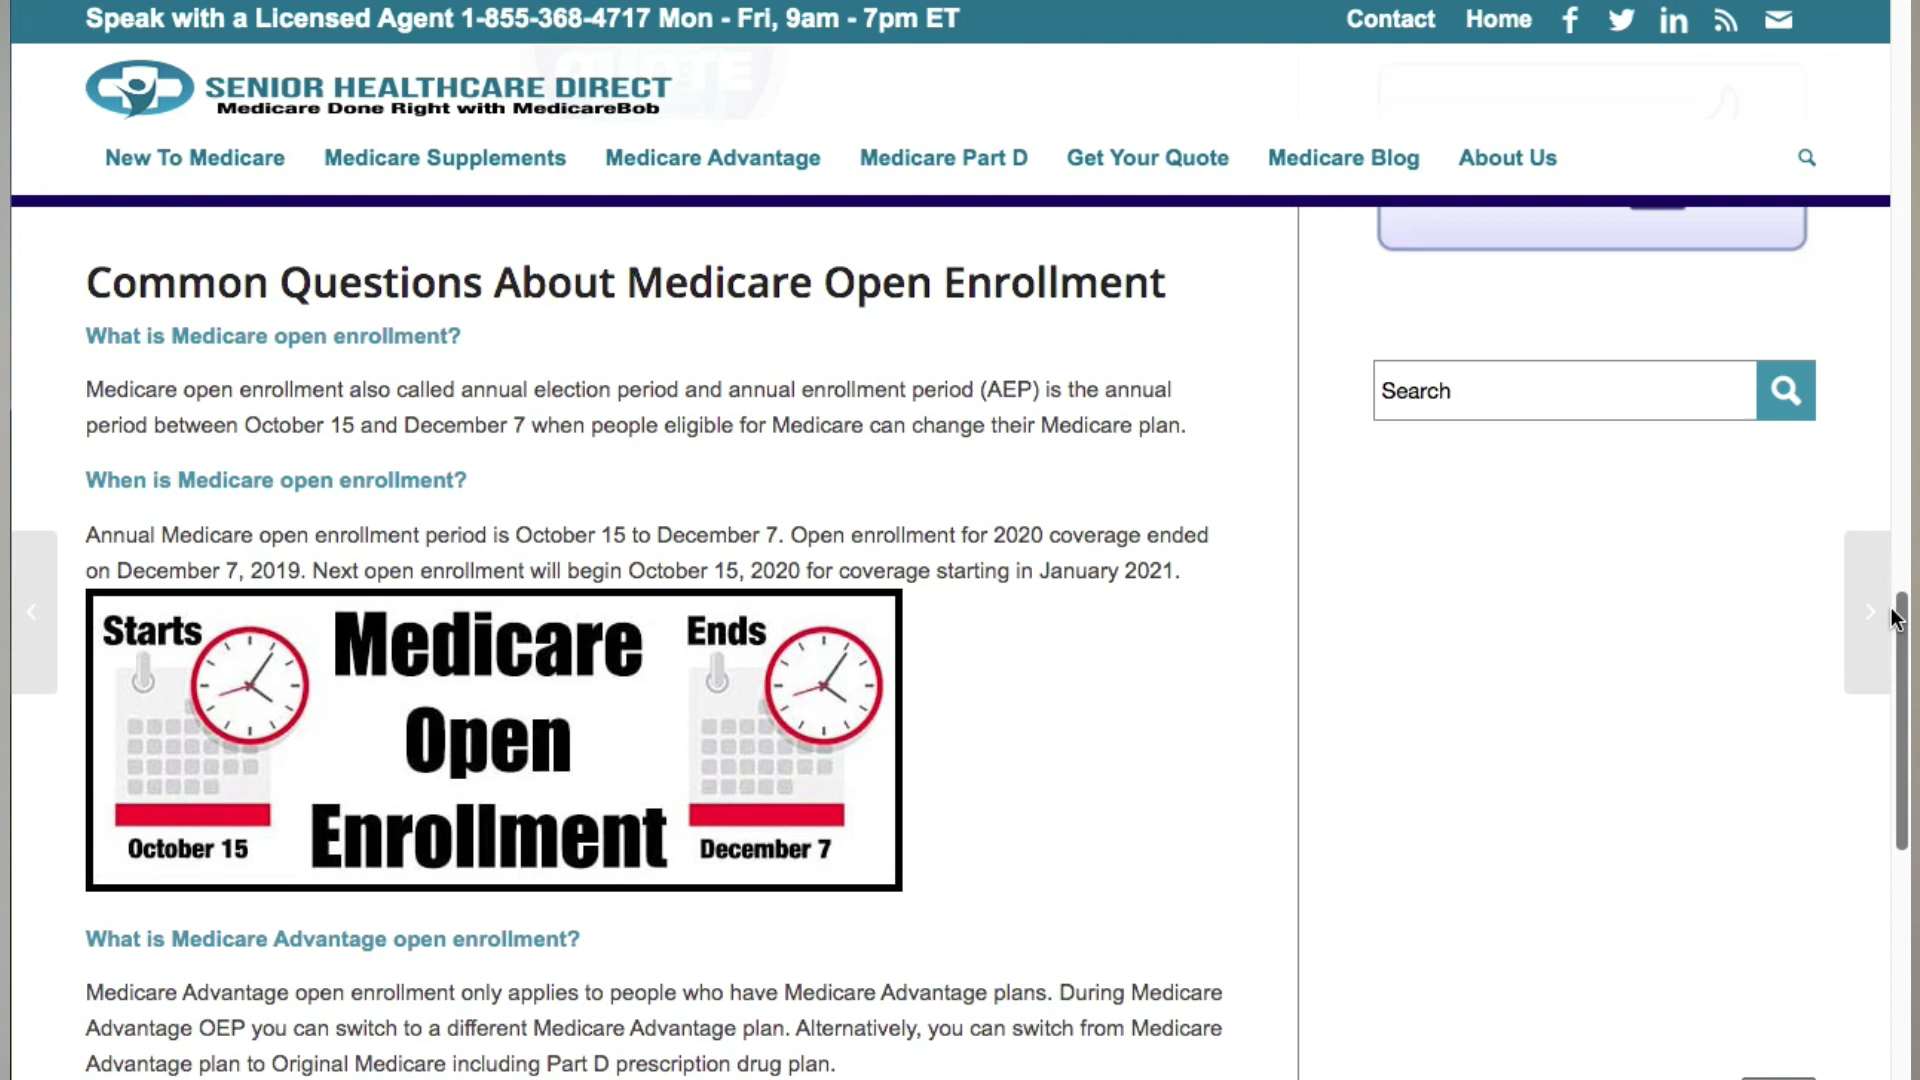 Speak with a Licensed Agent 1-855-368-4717 Mon - Fri, 9am - 7pm ET
Contact Home
SENIOR HEALTHCARE DIRECT
Medicare Done Right with MedicareBob
New To Medicare Medicare Supplements Medicare Advantage Medicare Part D Get Your Quote Medicare Blog About Us
Common Questions About Medicare Open Enrollment
What is Medicare open enrollment?
Medicare open enrollment also called annual election period and annual enrollment period (AEP) is the annual
period between October 15 and December 7 when people eligible for Medicare can change their Medicare plan.
When is Medicare open enrollment?
Annual Medicare open enrollment period is October 15 to December 7. Open enrollment for 2020 coverage ended
on December 7, 2019. Next open enrollment will begin October 15, 2020 for coverage starting in January 2021.
Starts
October 15
Medicare
Open
Enrollment
Ends
December 7
What is Medicare Advantage open enrollment?
Medicare Advantage open enrollment only applies to people who have Medicare Advantage plans. During Medicare
Advantage OEP you can switch to a different Medicare Advantage plan. Alternatively, you can switch from Medicare
Advantage plan to Original Medicare including Part D prescription drug plan.
Search